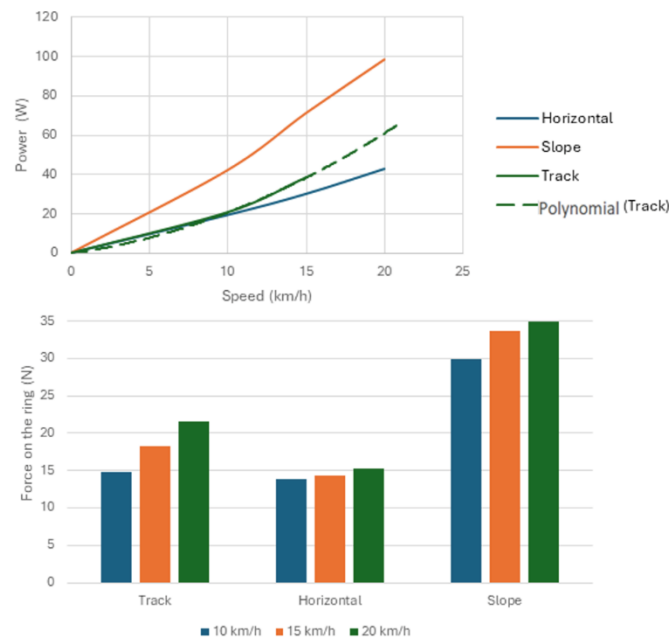 120
100
80
60
40
20
0
Power (W)
0 5 10 15 20 25
Speed (km/h)
Horizontal
Slope
Track
Polynomial (Track)
35
30
25
20
15
10
5
0
Force on the ring (N)
Track Horizontal Slope
10 km/h 15 km/h 20 km/h